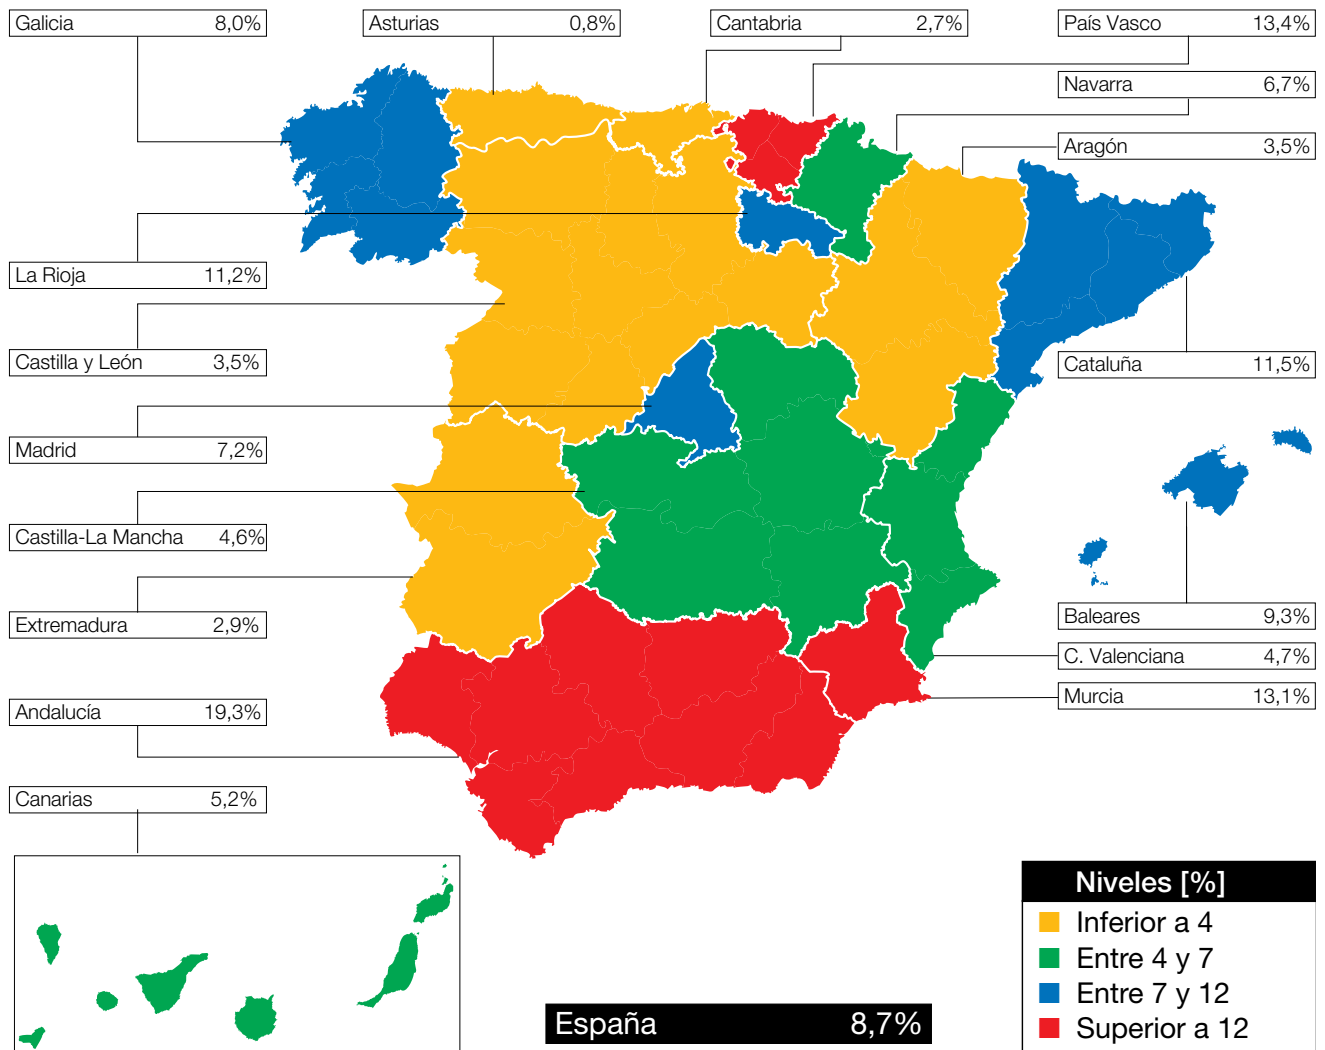 Galicia 8,0%
Asturias 0,8%
Cantabria 2,7%
País Vasco 13,4%
Navarra 6,7%
Aragón 3,5%
La Rioja 11,2%
Castilla y León 3,5%
Cataluña 11,5%
Madrid 7,2%
Castilla-La Mancha 4,6%
Extremadura 2,9%
Baleares 9,3%
C. Valenciana 4,7%
Murcia 13,1%
Andalucía 19,3%
Canarias 5,2%
Niveles [%]
Inferior a 4
Entre 4 y 7
Entre 7 y 12
Superior a 12
España 8,7%